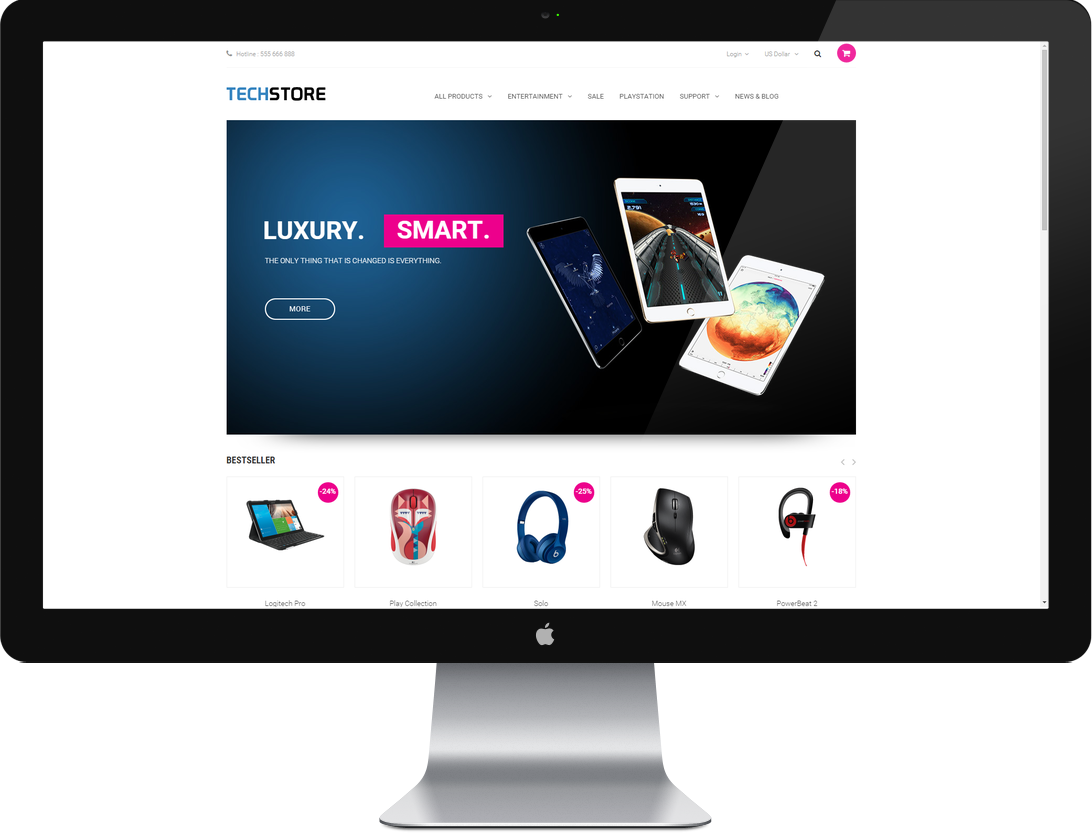 Hotline : 555 666 888
Login
US Dollar
TECHSTORE
ALL PRODUCTS
ENTERTAINMENT
SALE
PLAYSTATION
SUPPORT
NEWS & BLOG
LUXURY. SMART.
THE ONLY THING THAT IS CHANGED IS EVERYTHING.
MORE
BESTSELLER
-24%
-25%
-18%
Logitech Pro
Play Collection
Solo
Mouse MX
PowerBeat 2